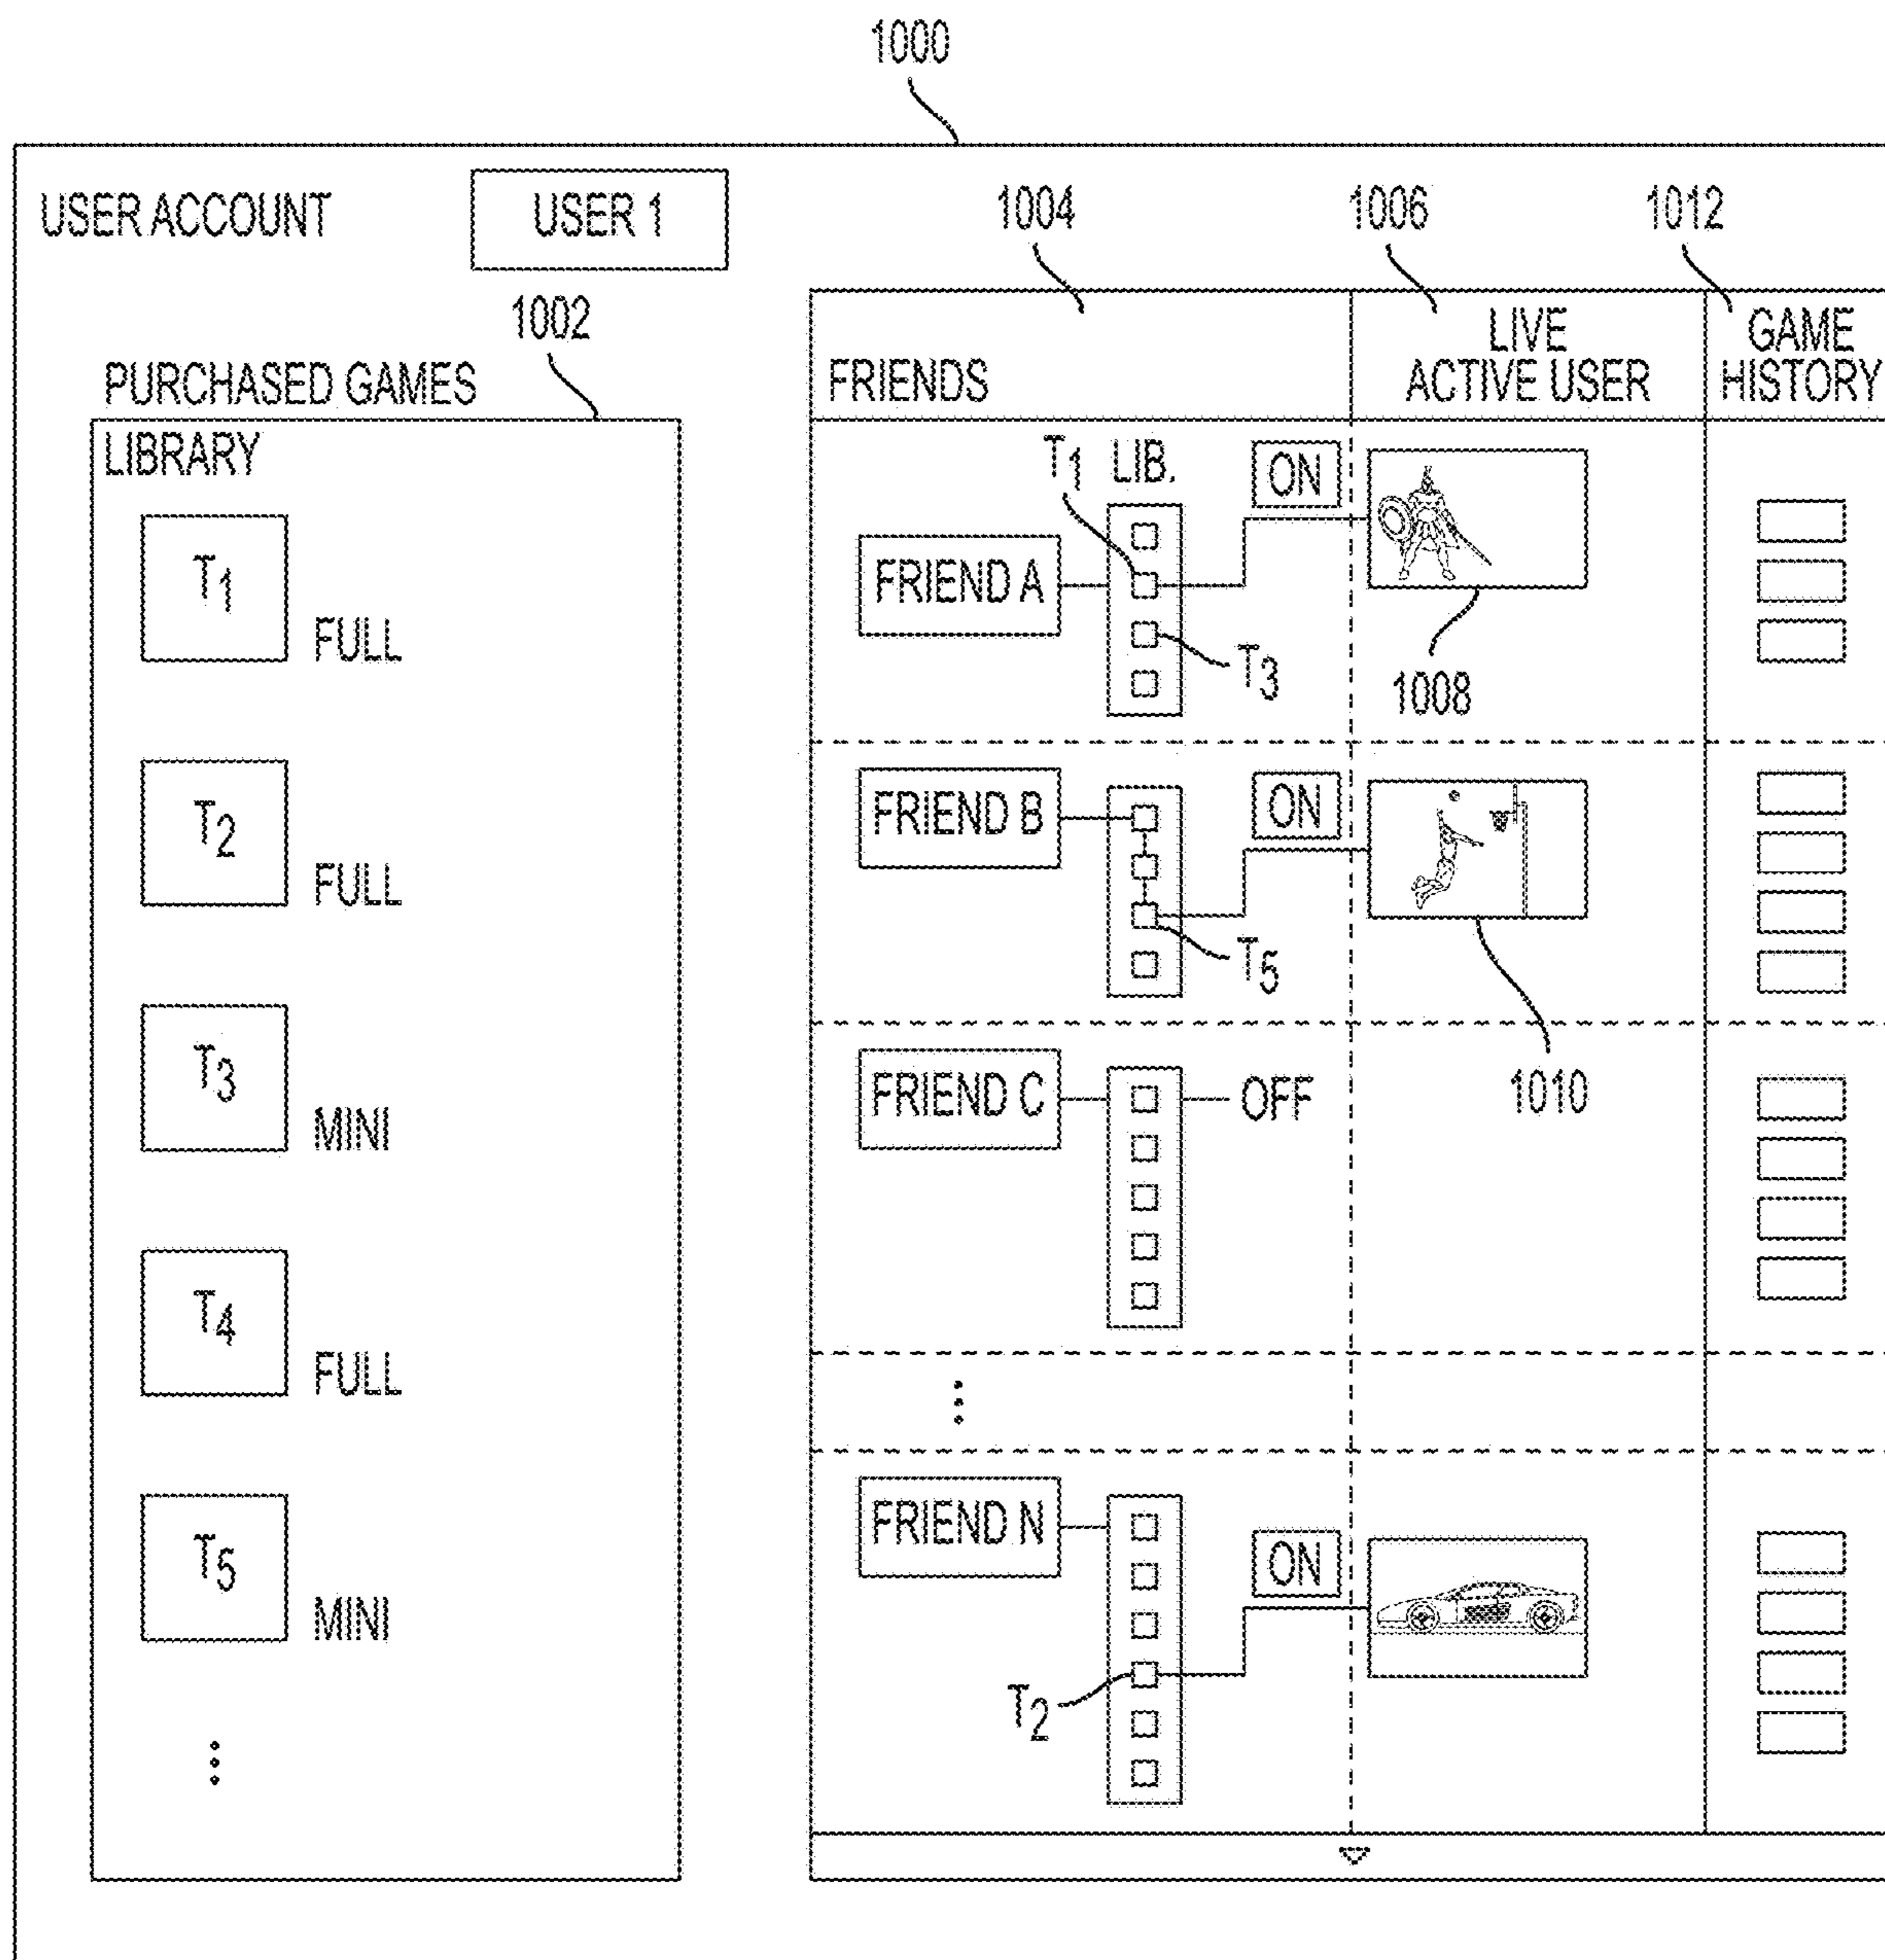 1000
USER ACCOUNT
USER 1
1002
PURCHASED GAMES
LIBRARY
T1
FULL
T2
FULL
T3
MINI
T4
FULL
T5
MINI
1004
1006
1012
FRIENDS
LIVE
ACTIVE USER
GAME
HISTORY
T1
LIB.
ON
FRIEND A
T3
1008
FRIEND B
ON
T5
1010
FRIEND C
OFF
FRIEND N
ON
T2